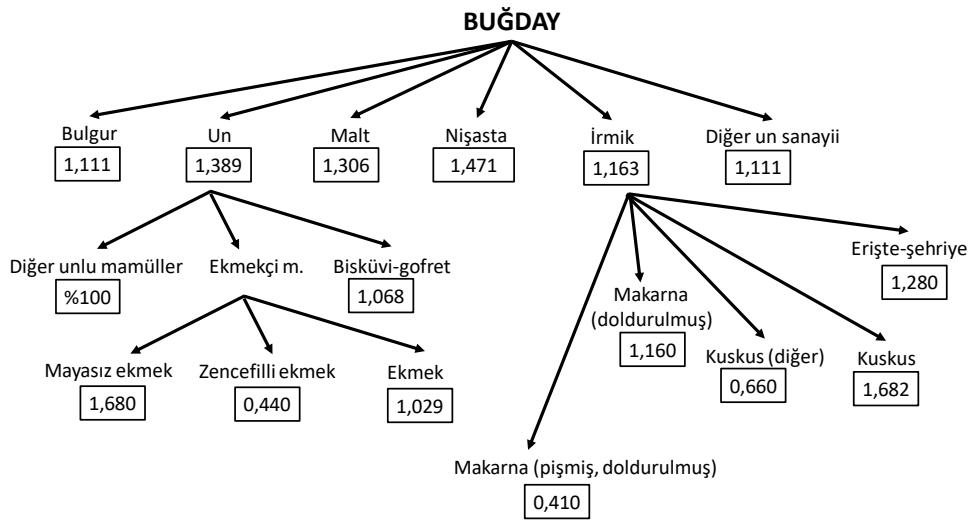 BUĞDAY
Bulgur
1,111
Un
1,389
Malt
1,306
Nişasta
1,471
İrmik
1,163
Diğer un sanayii
1,111
Diğer unlu mamüller
%100
Ekmekçi m.
Bisküvi-gofret
1,068
Erişte-şehriye
1,280
Makarna
(doldurulmuş)
1,160
Kuskus (diğer)
0,660
Kuskus
1,682
Mayasız ekmek
1,680
Zencefilli ekmek
0,440
Ekmek
1,029
Makarna (pişmiş, doldurulmuş)
0,410